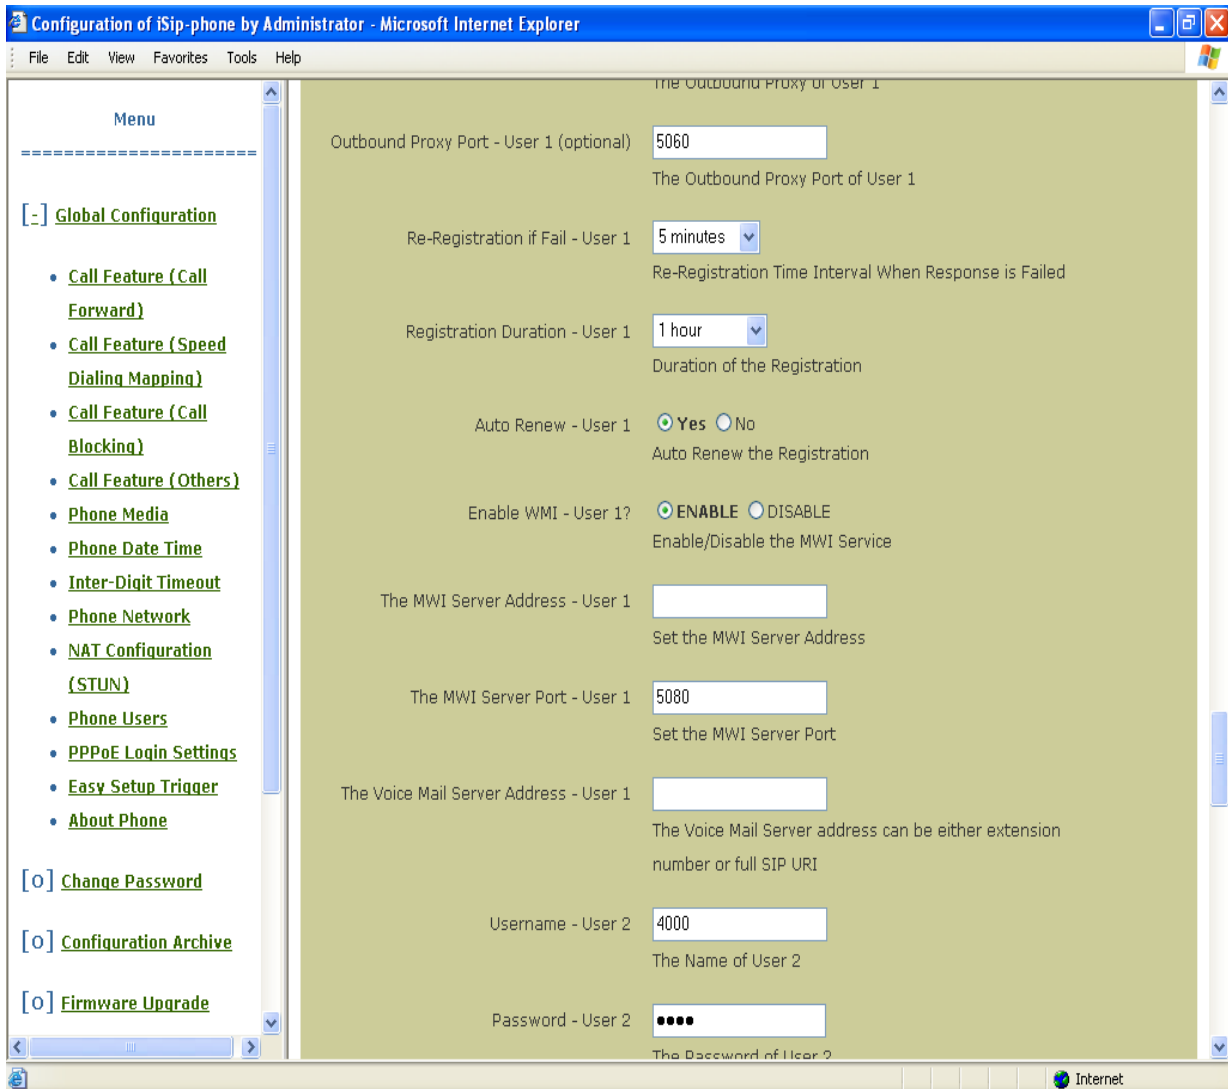 Configuration of iSip-phone by Administrator - Microsoft Internet Explorer
File Edit View Favorites Tools Help
Menu
========================
[-] Global Configuration
Call Feature (Call
Forward)
Call Feature (Speed
Dialing Mapping)
Call Feature (Call
Blocking)
Call Feature (Others)
Phone Media
Phone Date Time
Inter-Digit Timeout
Phone Network
NAT Configuration
(STUN)
Phone Users
PPPoE Login Settings
Easy Setup Trigger
About Phone
[o] Change Password
[o] Configuration Archive
[o] Firmware Upgrade
The Outbound Proxy of User 1
Outbound Proxy Port - User 1 (optional) 5060
The Outbound Proxy Port of User 1
Re-Registration if Fail - User 1 5 minutes
Re-Registration Time Interval When Response is Failed
Registration Duration - User 1 1 hour
Duration of the Registration
Auto Renew - User 1 Yes No
Auto Renew the Registration
Enable WMI - User 1? ENABLE DISABLE
Enable/Disable the MWI Service
The MWI Server Address - User 1
Set the MWI Server Address
The MWI Server Port - User 1 5080
Set the MWI Server Port
The Voice Mail Server Address - User 1
The Voice Mail Server address can be either extension
number or full SIP URI
Username - User 2 4000
The Name of User 2
Password - User 2 ●●●●
The Password of User 2
Internet